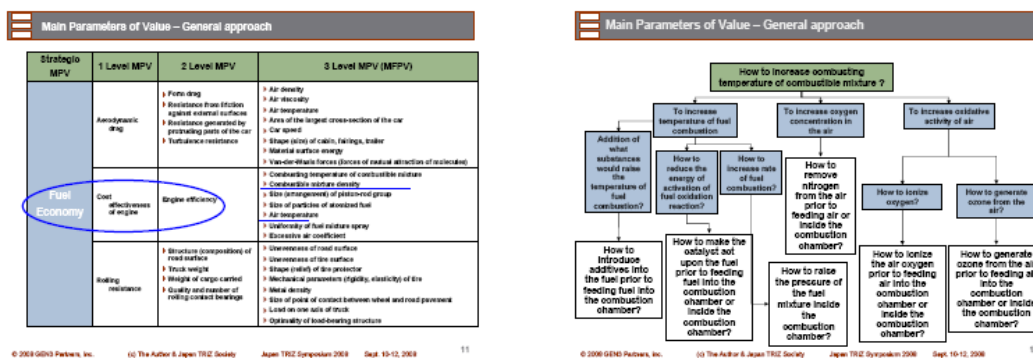 Main Parameters of Value – General approach
Strategic MPV
1 Level MPV
2 Level MPV
3 Level MPV (MFPV)
Fuel Economy
Aerodynamic drag
Form drag
Resistance from friction against external surfaces
Resistance generated by protruding parts of the car
Turbulence resistance
Air density
Air viscosity
Air temperature
Area of the largest cross-section of the car
Car speed
Shape (size) of cabin, fairings, trailer
Material surface energy
Van-der-Waals forces (forces of mutual attraction of molecules)
Cost effectiveness of engine
Engine efficiency
Combusting temperature of combustible mixture
Combustible mixture density
Size (arrangement) of piston-rod group
Size of particles of atomized fuel
Air temperature
Uniformity of fuel mixture spray
Excessive air coefficient
Rolling resistance
Structure (composition) of road surface
Truck weight
Weight of cargo carried
Quality and number of rolling contact bearings
Unevenness of road surface
Unevenness of tire surface
Shape (relief) of tire protector
Mechanical parameters (rigidity, elasticity) of tire
Metal density
Size of point of contact between wheel and road pavement
Load on one axis of truck
Optimality of load-bearing structure
© 2008 GEN3 Partners, Inc.
(c) The Author & Japan TRIZ Society
Japan TRIZ Symposium 2008
Sept. 10-12, 2008
11
Main Parameters of Value – General approach
How to increase combusting
temperature of combustible mixture ?
To increase
temperature of fuel
combustion
To increase oxygen
concentration in
the air
To increase oxidative
activity of air
Addition of
what
substances
would raise
the
temperature of
fuel
combustion?
How to
reduce the
energy of
activation of
fuel oxidation
reaction?
How to
increase rate
of fuel
combustion?
How to
remove
nitrogen
from the air
prior to
feeding air or
inside the
combustion
chamber?
How to ionize
oxygen?
How to generate
ozone from the
air?
How to
introduce
additives into
the fuel prior to
feeding fuel into
the combustion
chamber?
How to make the
catalyst act
upon the fuel
prior to feeding
fuel into the
combustion
chamber or
inside the
combustion
chamber?
How to raise
the pressure of
the fuel
mixture inside
the
combustion
chamber?
How to ionize
the air oxygen
prior to feeding
air into the
combustion
chamber or
inside the
combustion
chamber?
How to generate
ozone from the air
prior to feeding air
into the
combustion
chamber or inside
the combustion
chamber?
© 2008 GEN3 Partners, Inc.
(c) The Author & Japan TRIZ Society
Japan TRIZ Symposium 2008
Sept. 10-12, 2008